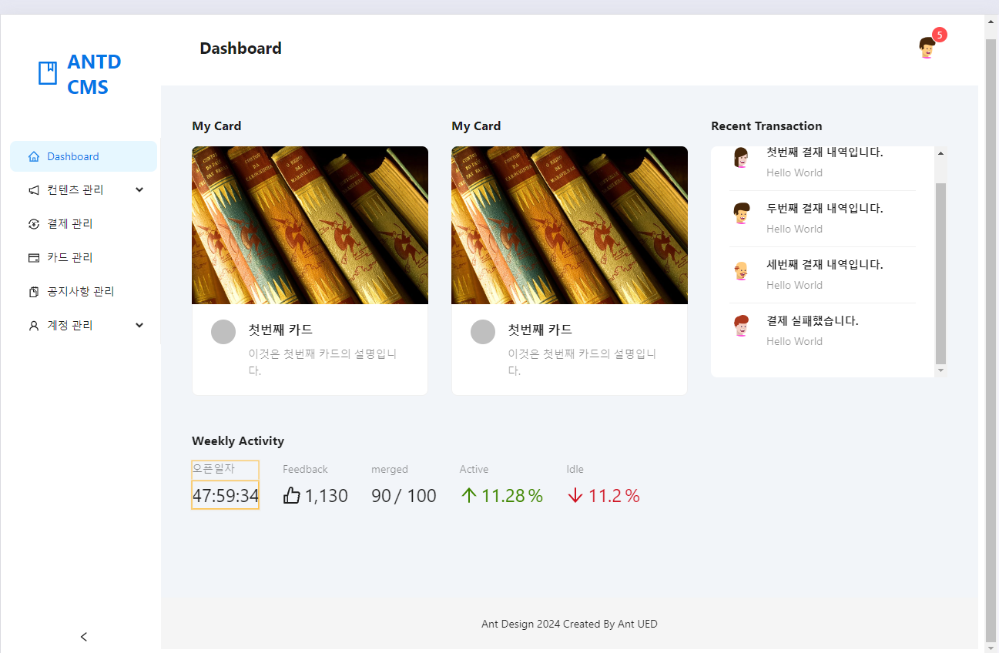 ANTD
CMS
Dashboard
5
Dashboard
컨텐츠 관리
결제 관리
카드 관리
공지사항 관리
계정 관리
My Card
My Card
Recent Transaction
첫번째 카드
이것은 첫번째 카드의 설명입니
다.
첫번째 카드
이것은 첫번째 카드의 설명입니
다.
첫번째 결재 내역입니다.
Hello World
두번째 결재 내역입니다.
Hello World
세번째 결재 내역입니다.
Hello World
결제 실패했습니다.
Hello World
Weekly Activity
오픈일자 Feedback merged Active Idle
47:59:34 1,130 90 / 100 11.28 % 11.2 %
Ant Design 2024 Created By Ant UED